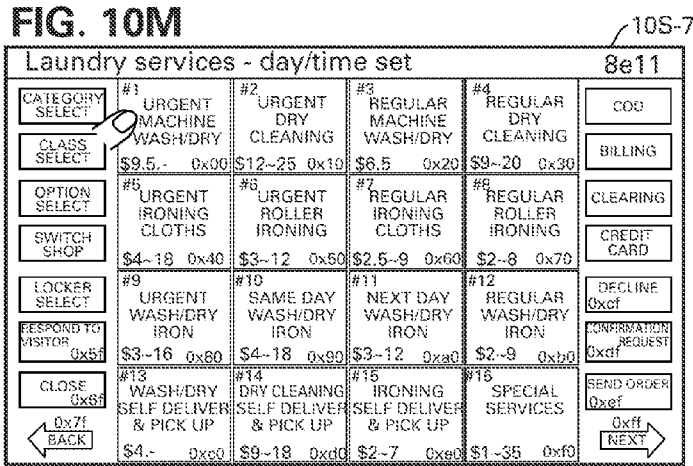 FIG. 10M
10S-7
Laundry services - day/time set
8e11
CATEGORY
SELECT
CLASS
SELECT
OPTION
SELECT
SWITCH
SHOP
LOCKER
SELECT
RESPOND TO
VISITOR
0x5f
CLOSE
0x6f
0x7f
BACK
#1
URGENT
MACHINE
WASH/DRY
$9.5.- 0x00
#2
URGENT
DRY
CLEANING
$12~25 0x10
#3
REGULAR
MACHINE
WASH/DRY
$6.5 0x20
#4
REGULAR
DRY
CLEANING
$9~20 0x30
#5
URGENT
IRONING
CLOTHS
$4~18 0x40
#6
URGENT
ROLLER
IRONING
$3~12 0x50
#7
REGULAR
IRONING
CLOTHS
$2.5~9 0x60
#8
REGULAR
ROLLER
IRONING
$2~8 0x70
#9
URGENT
WASH/DRY
IRON
$3~16 0x80
#10
SAME DAY
WASH/DRY
IRON
$4~18 0x90
#11
NEXT DAY
WASH/DRY
IRON
$3~12 0xa0
#12
REGULAR
WASH/DRY
IRON
$2~9 0xb0
#13
WASH/DRY
SELF DELIVER
& PICK UP
$4.- 0xc0
#14
DRY CLEANING
SELF DELIVER
& PICK UP
$9~18 0xd0
#15
IRONING
SELF DELIVER
& PICK UP
$2~7 0xe0
#16
SPECIAL
SERVICES
$1~35 0xf0
COD
BILLING
CLEARING
CREDIT
CARD
DECLINE
0xcf
CONFIRMATION
REQUEST
0xdf
SEND ORDER
0xef
0xff
NEXT